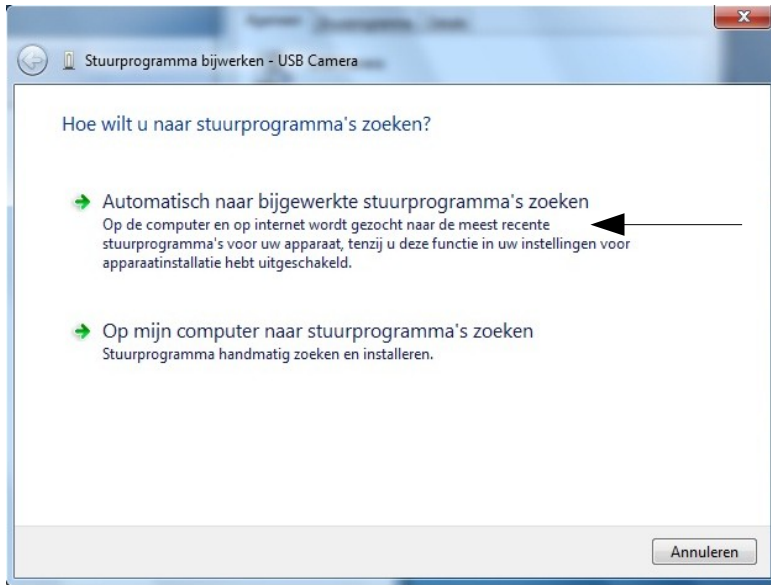 Stuurprogramma bijwerken - USB Camera
Hoe wilt u naar stuurprogramma's zoeken?
Automatisch naar bijgewerkte stuurprogramma's zoeken
Op de computer en op internet wordt gezocht naar de meest recente
stuurprogramma's voor uw apparaat, tenzij u deze functie in uw instellingen voor
apparaatinstallatie hebt uitgeschakeld.
Op mijn computer naar stuurprogramma's zoeken
Stuurprogramma handmatig zoeken en installeren.
Annuleren